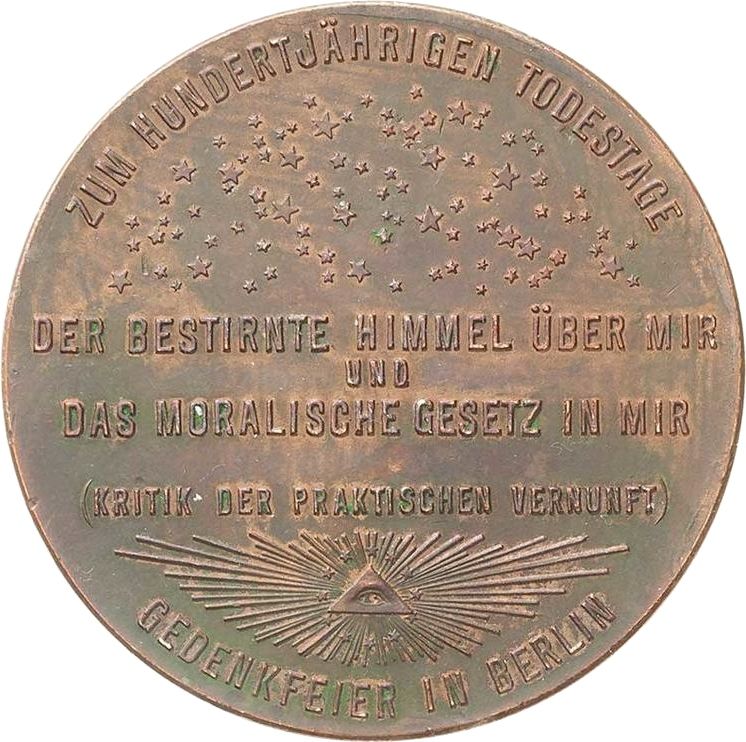 ZUM HUNDERTJÄHRIGEN TODESTAGE
DER BESTIRNTE HIMMEL ÜBER MIR
UND
DAS MORALISCHE GESETZ IN MIR
(KRITIK DER PRAKTISCHEN VERNUNFT)
GEDENKFEIER IN BERLIN